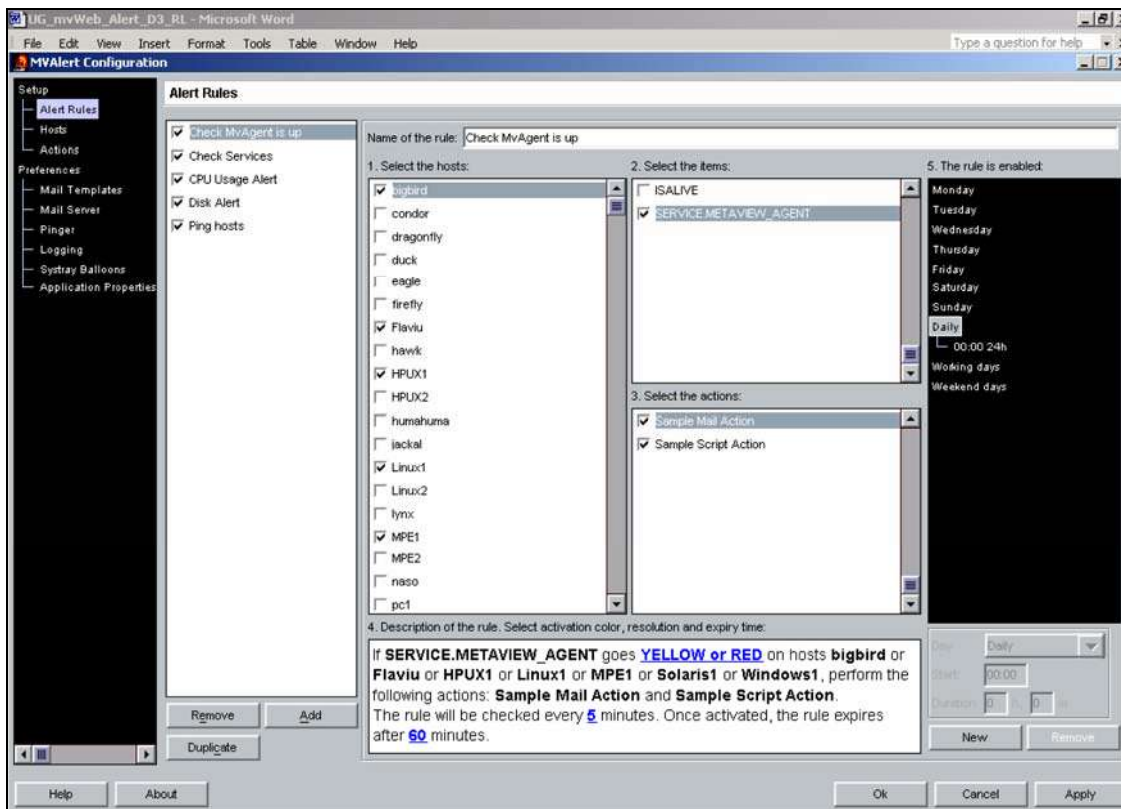 UG_mvWeb_Alert_D3_RL - Microsoft Word
File Edit View Insert Format Tools Table Window Help
Type a question for help
MVAlert Configuration
Setup
Alert Rules
Hosts
Actions
Preferences
Mail Templates
Mail Server
Pinger
Logging
Systray Balloons
Application Properties
Alert Rules
Check MvAgent is up
Check Services
CPU Usage Alert
Disk Alert
Ping hosts
Remove
Add
Duplicate
Name of the rule: Check MvAgent is up
1. Select the hosts:
bigbird
condor
dragonfly
duck
eagle
firefly
Flaviu
hawk
HPUX1
HPUX2
humahuma
jackal
Linux1
Linux2
lynx
MPE1
MPE2
naso
pc1
2. Select the items:
ISALIVE
SERVICE.METAVIEW_AGENT
3. Select the actions:
Sample Mail Action
Sample Script Action
4. Description of the rule. Select activation color, resolution and expiry time:
If SERVICE.METAVIEW_AGENT goes YELLOW or RED on hosts bigbird or
Flaviu or HPUX1 or Linux1 or MPE1 or Solaris1 or Windows1, perform the
following actions: Sample Mail Action and Sample Script Action.
The rule will be checked every 5 minutes. Once activated, the rule expires
after 60 minutes.
5. The rule is enabled:
Monday
Tuesday
Wednesday
Thursday
Friday
Saturday
Sunday
Daily
00:00 24h
Working days
Weekend days
Day: Daily
Start: 00:00
Duration: 0 h, 0
New
Remove
Help
About
Ok
Cancel
Apply